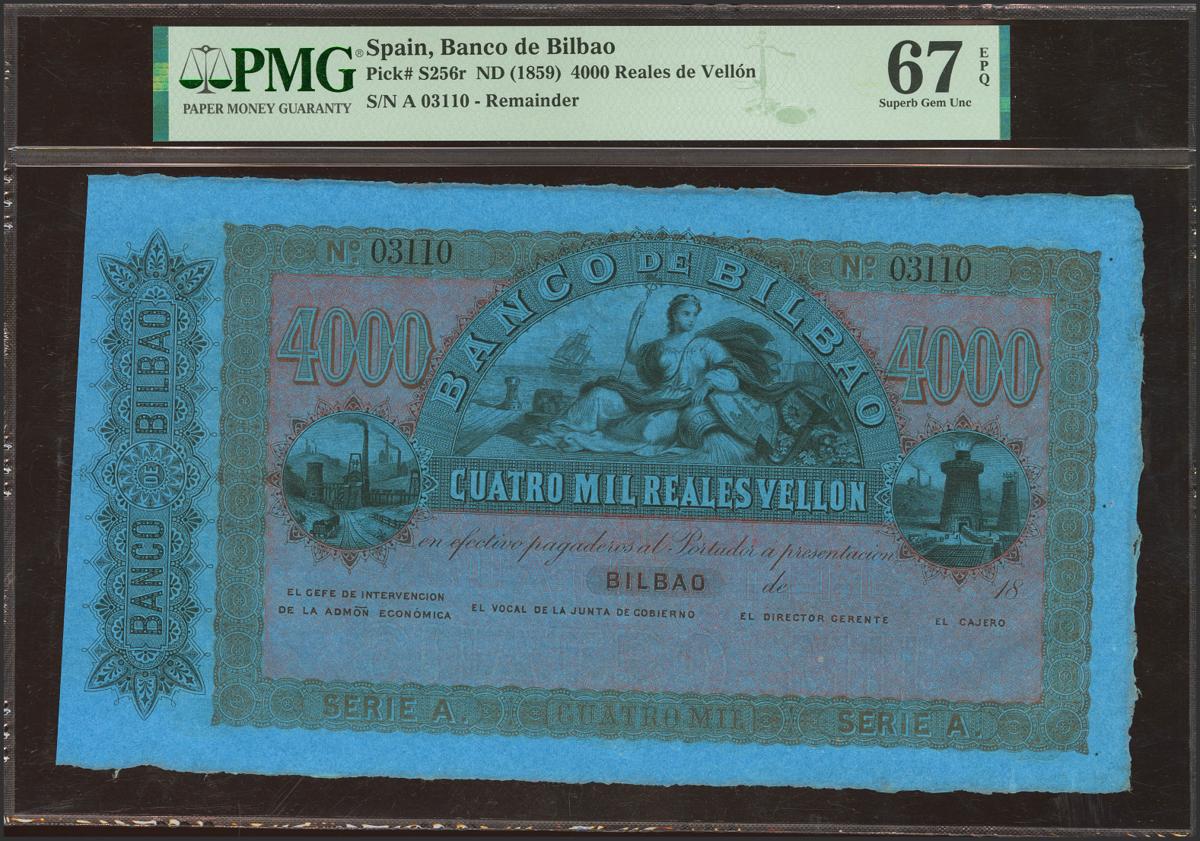 PMG®
PAPER MONEY GUARANTY
Spain, Banco de Bilbao
Pick# S256r ND (1859) 4000 Reales de Vellón
S/N A 03110 - Remainder
67 EPQ
Superb Gem Unc
BANCO DE BILBAO
Nº 03110
Nº 03110
BANCO DE BILBAO
4000
4000
CUATRO MIL REALES VELLON
en efectivo pagaderos al Portador a presentacion
BILBAO de 18
EL GEFE DE INTERVENCION
DE LA ADMON ECONÓMICA
EL VOCAL DE LA JUNTA DE GOBIERNO
EL DIRECTOR GERENTE
EL CAJERO
SERIE A.
CUATRO MIL
SERIE A.